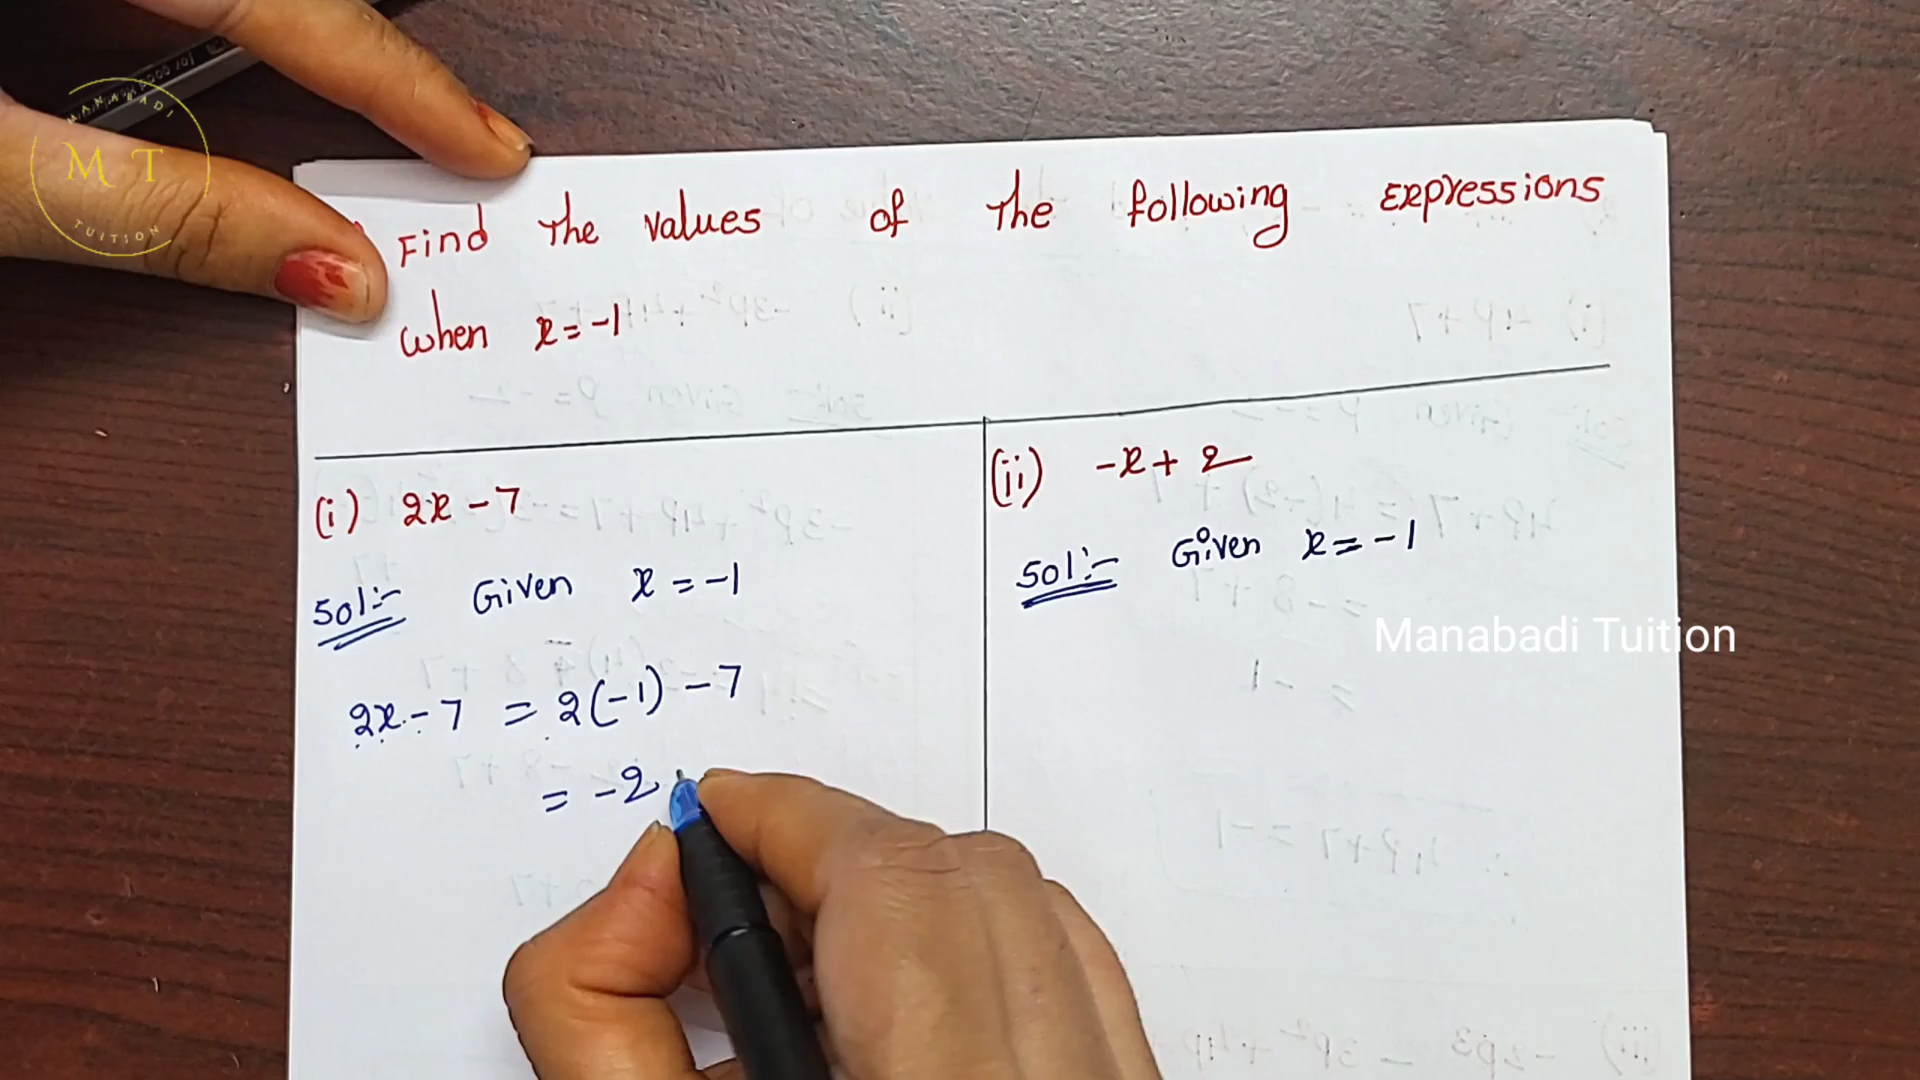 MANABADI
M T
TUITION
Find the values of the following expressions
when x=-1
(i) 2x-7
Sol:- Given x=-1
2x-7 = 2(-1)-7
= -2
(ii) -x+2
Sol:- Given x=-1
Manabadi Tuition